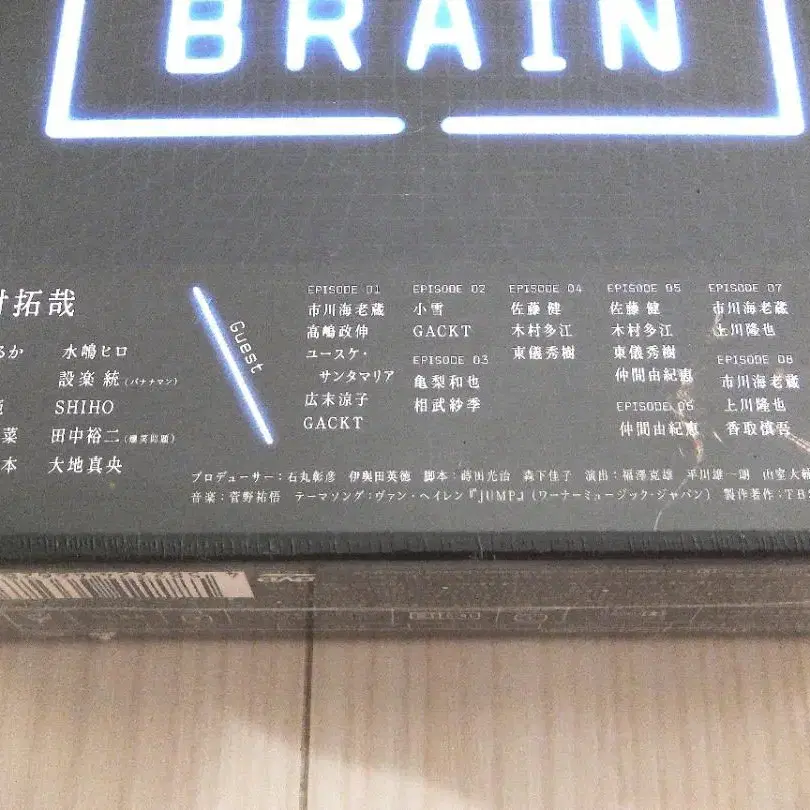 BRAIN
村拓哉
るか 水嶋ヒロ
設楽 統(バナナマン)
SHIHO
菜 田中裕二(爆笑問題)
本 大地真央
Guest
EPISODE 01
市川海老蔵
高嶋政伸
ユースケ・
サンタマリア
広末涼子
GACKT
EPISODE 02
小雪
GACKT
EPISODE 03
亀梨和也
相武紗季
EPISODE 04
佐藤 健
木村多江
東儀秀樹
EPISODE 05
佐藤 健
木村多江
東儀秀樹
仲間由紀恵
EPISODE 06
仲間由紀恵
EPISODE 07
市川海老蔵
上川隆也
EPISODE 08
市川海老蔵
上川隆也
香取慎吾
プロデューサー:石丸彰彦 伊與田英徳 脚本:蒔田光治 森下佳子 演出:福澤克雄 平川雄一朗 山室大輔
音楽:菅野祐悟 テーマソング:ヴァン・ヘイレン『JUMP』(ワーナーミュージック・ジャパン) 製作著作:TBS
DVD